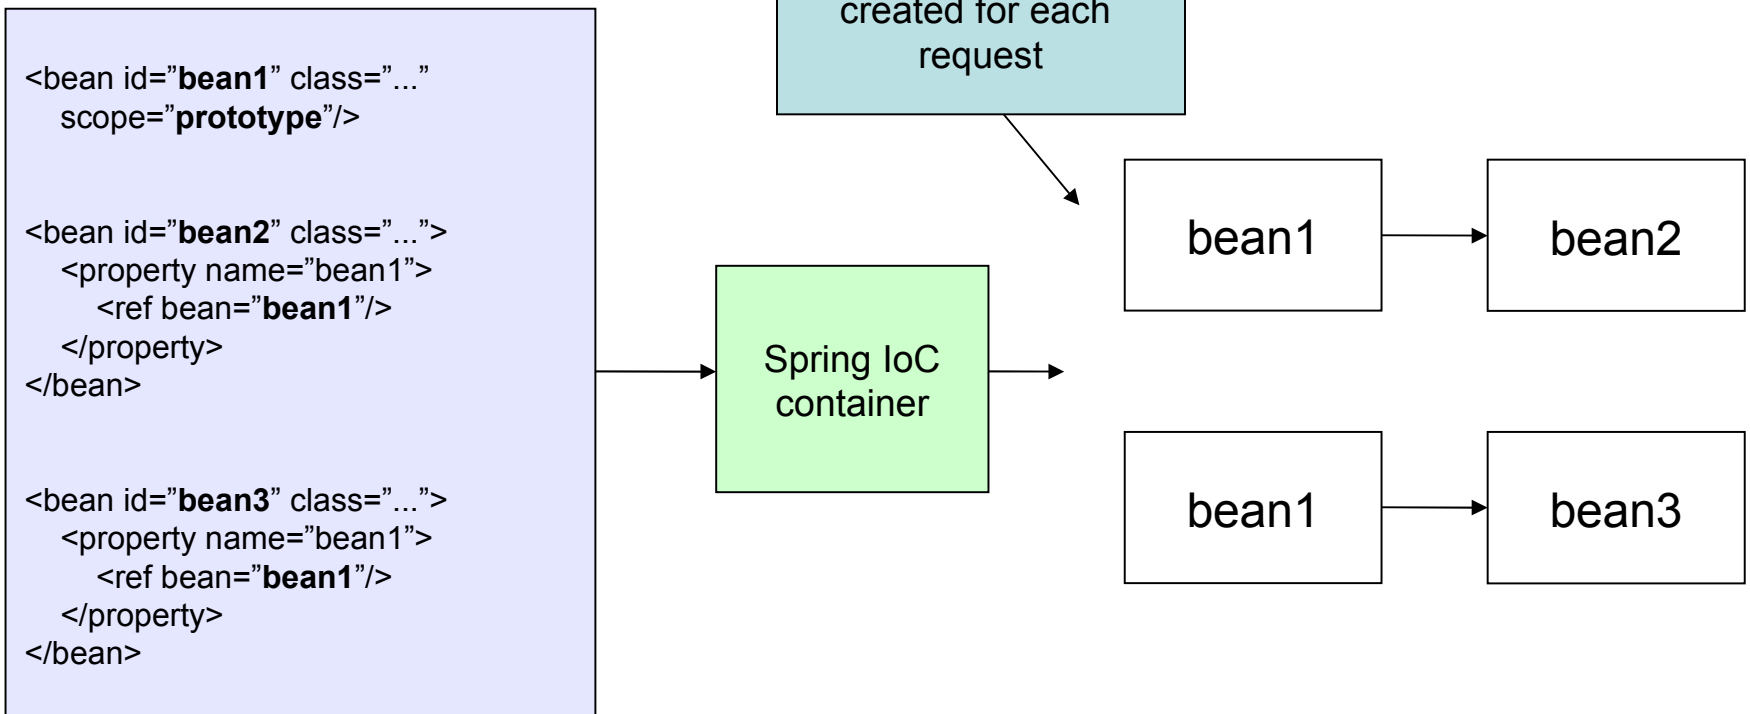 <bean id=”bean1” class=”...”
scope=”prototype”/>
<bean id=”bean2” class=”...”>
<property name=”bean1”>
<ref bean=”bean1”/>
</property>
</bean>
<bean id=”bean3” class=”...”>
<property name=”bean1”>
<ref bean=”bean1”/>
</property>
</bean>
created for each
request
Spring IoC
container
bean1
bean2
bean1
bean3